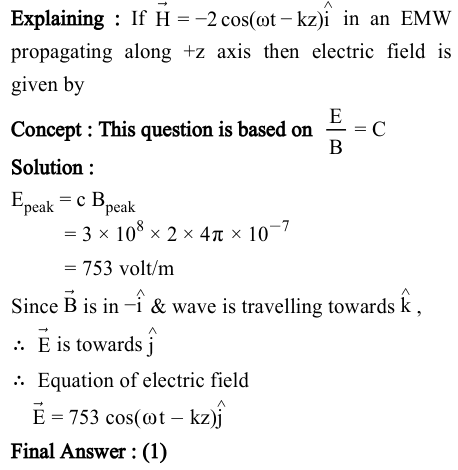 Explaining : If H⃗ = −2 cos(ωt − kz)î in an EMW
propagating along +z axis then electric field is
given by
Concept : This question is based on E/B = C
Solution :
E_peak = c B_peak
= 3 × 10⁸ × 2 × 4π × 10⁻⁷
= 753 volt/m
Since B⃗ is in −î & wave is travelling towards k̂ ,
∴ E⃗ is towards ĵ
∴ Equation of electric field
E⃗ = 753 cos(ωt − kz)ĵ
Final Answer : (1)